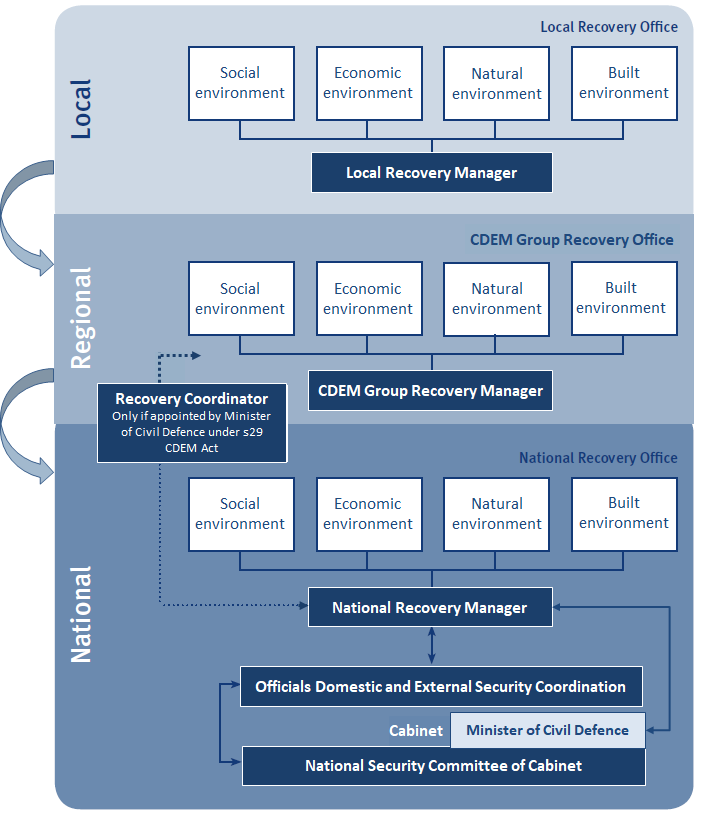 Local Recovery Office
Local
Social
environment
Economic
environment
Natural
environment
Built
environment
Local Recovery Manager
CDEM Group Recovery Office
Regional
Social
environment
Economic
environment
Natural
environment
Built
environment
CDEM Group Recovery Manager
Recovery Coordinator
Only if appointed by Minister
of Civil Defence under s29
CDEM Act
National Recovery Office
National
Social
environment
Economic
environment
Natural
environment
Built
environment
National Recovery Manager
Officials Domestic and External Security Coordination
Cabinet
Minister of Civil Defence
National Security Committee of Cabinet